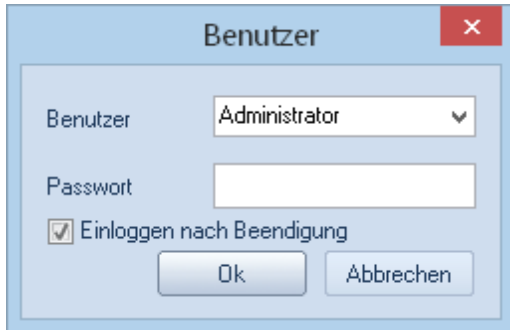 Benutzer
Benutzer Administrator
Passwort
Einloggen nach Beendigung
Ok Abbrechen